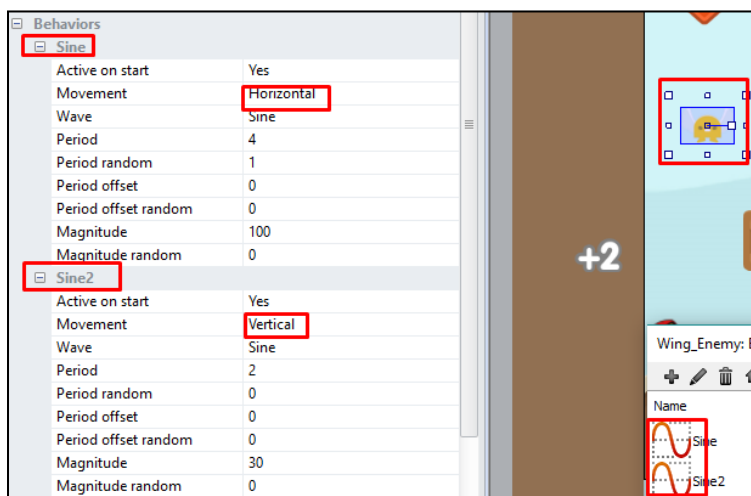 Behaviors
Sine
Active on start Yes
Movement Horizontal
Wave Sine
Period 4
Period random 1
Period offset 0
Period offset random 0
Magnitude 100
Magnitude random 0
Sine2
Active on start Yes
Movement Vertical
Wave Sine
Period 2
Period random 0
Period offset 0
Period offset random 0
Magnitude 30
Magnitude random 0
+2
Wing_Enemy:
Name
Sine
Sine2